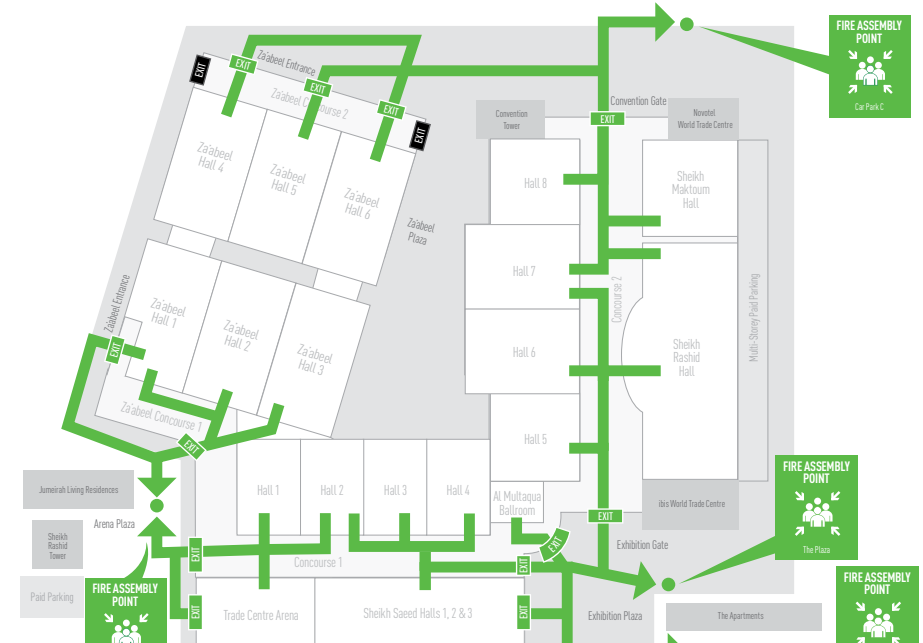 FIRE ASSEMBLY
POINT
Car Park C
EXIT
Za'abeel Entrance
EXIT
EXIT
Za'abeel Concourse 2
EXIT
EXIT
Convention
Tower
Convention Gate
EXIT
Novotel
World Trade Centre
Za'abeel
Hall 4
Za'abeel
Hall 5
Za'abeel
Hall 6
Za'abeel
Plaza
Hall 8
Sheikh
Maktoum
Hall
Za'abeel Entrance
Hall 7
Concourse 2
Multi-Storey Paid Parking
Za'abeel
Hall 1
Za'abeel
Hall 2
Za'abeel
Hall 3
EXIT
Hall 6
Sheikh
Rashid
Hall
Za'abeel Concourse 1
EXIT
Hall 5
FIRE ASSEMBLY
POINT
The Plaza
Jumeirah Living Residences
Arena Plaza
Hall 1
Hall 2
Hall 3
Hall 4
Al Multaqua
Ballroom
ibis World Trade Centre
EXIT
Exhibition Gate
Sheikh
Rashid
Tower
EXIT
Concourse 1
EXIT
EXIT
Paid Parking
FIRE ASSEMBLY
POINT
EXIT
Trade Centre Arena
Sheikh Saeed Halls 1, 2 & 3
EXIT
Exhibition Plaza
The Apartments
FIRE ASSEMBLY
POINT